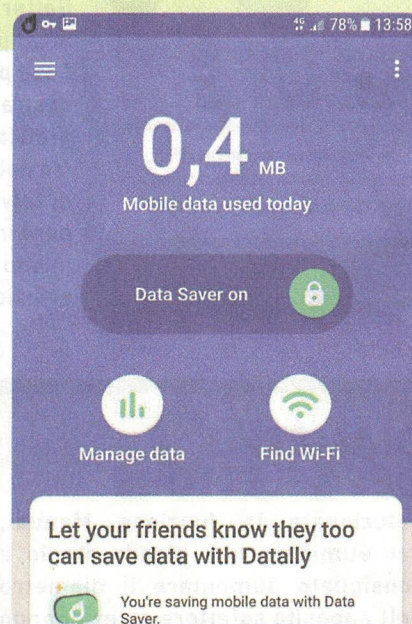 4G 78% 13:58
0,4 MB
Mobile data used today
Data Saver on
Manage data Find Wi-Fi
Let your friends know they too
can save data with Datally
You're saving mobile data with Data
Saver.